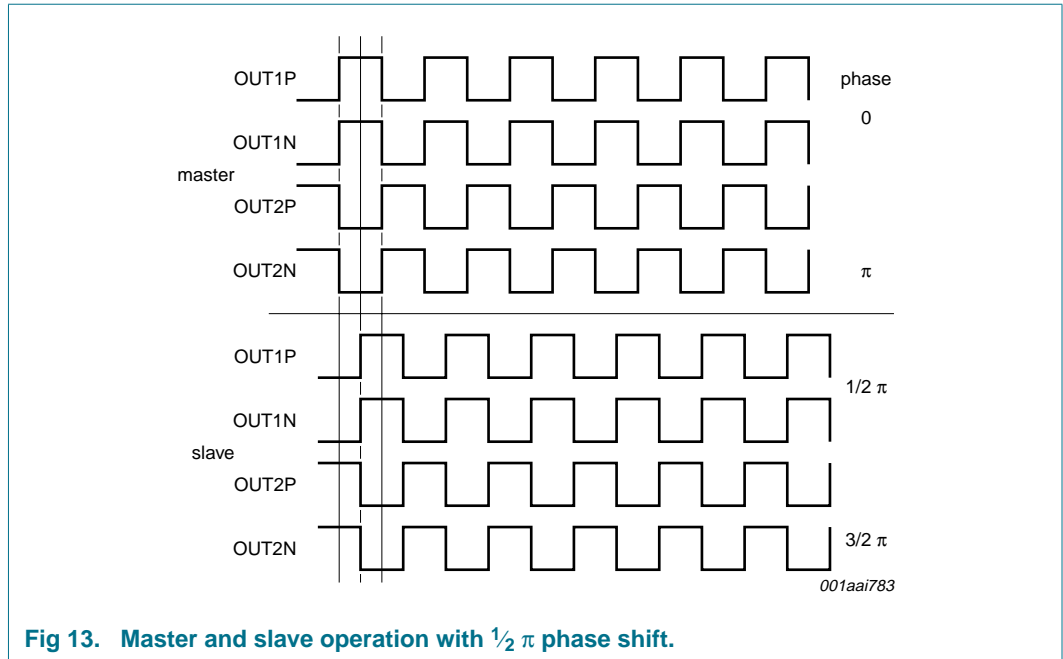 OUT1P
phase
0
OUT1N
master
OUT2P
OUT2N
π
OUT1P
1/2 π
OUT1N
slave
OUT2P
3/2 π
OUT2N
001aai783
Fig 13. Master and slave operation with ½ π phase shift.